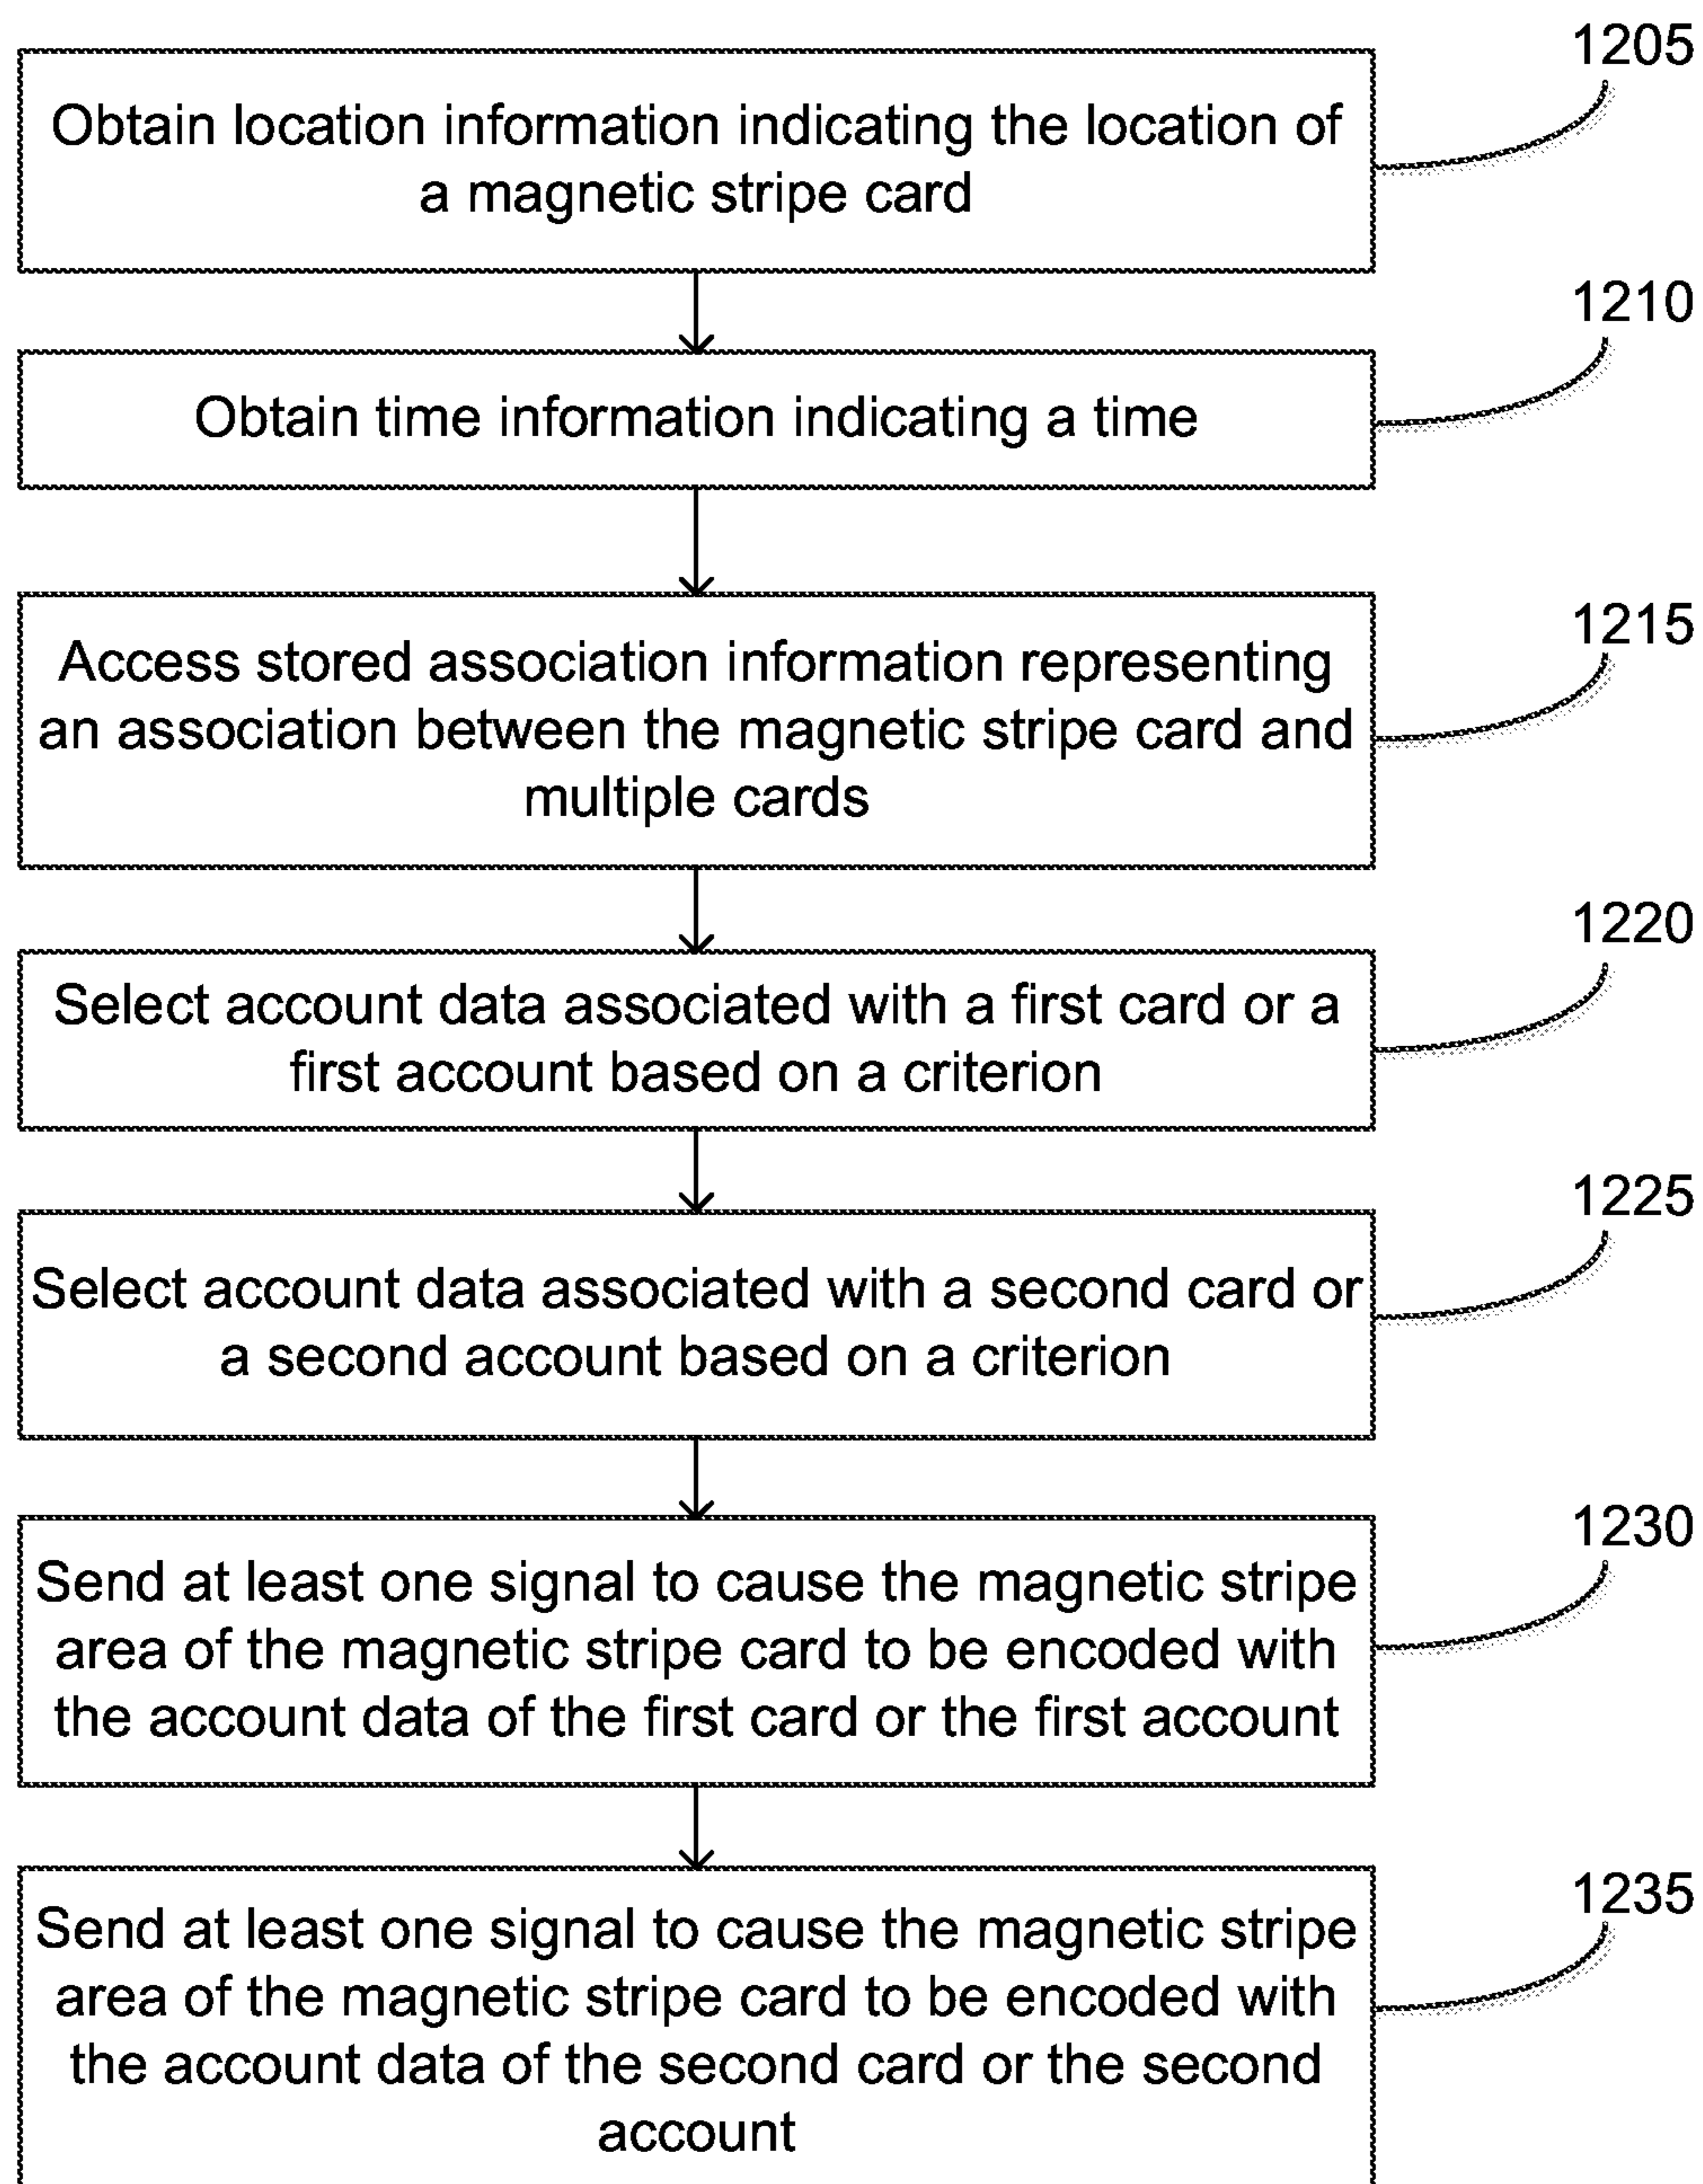 1205
Obtain location information indicating the location of
a magnetic stripe card
1210
Obtain time information indicating a time
1215
Access stored association information representing
an association between the magnetic stripe card and
multiple cards
1220
Select account data associated with a first card or a
first account based on a criterion
1225
Select account data associated with a second card or
a second account based on a criterion
1230
Send at least one signal to cause the magnetic stripe
area of the magnetic stripe card to be encoded with
the account data of the first card or the first account
1235
Send at least one signal to cause the magnetic stripe
area of the magnetic stripe card to be encoded with
the account data of the second card or the second
account